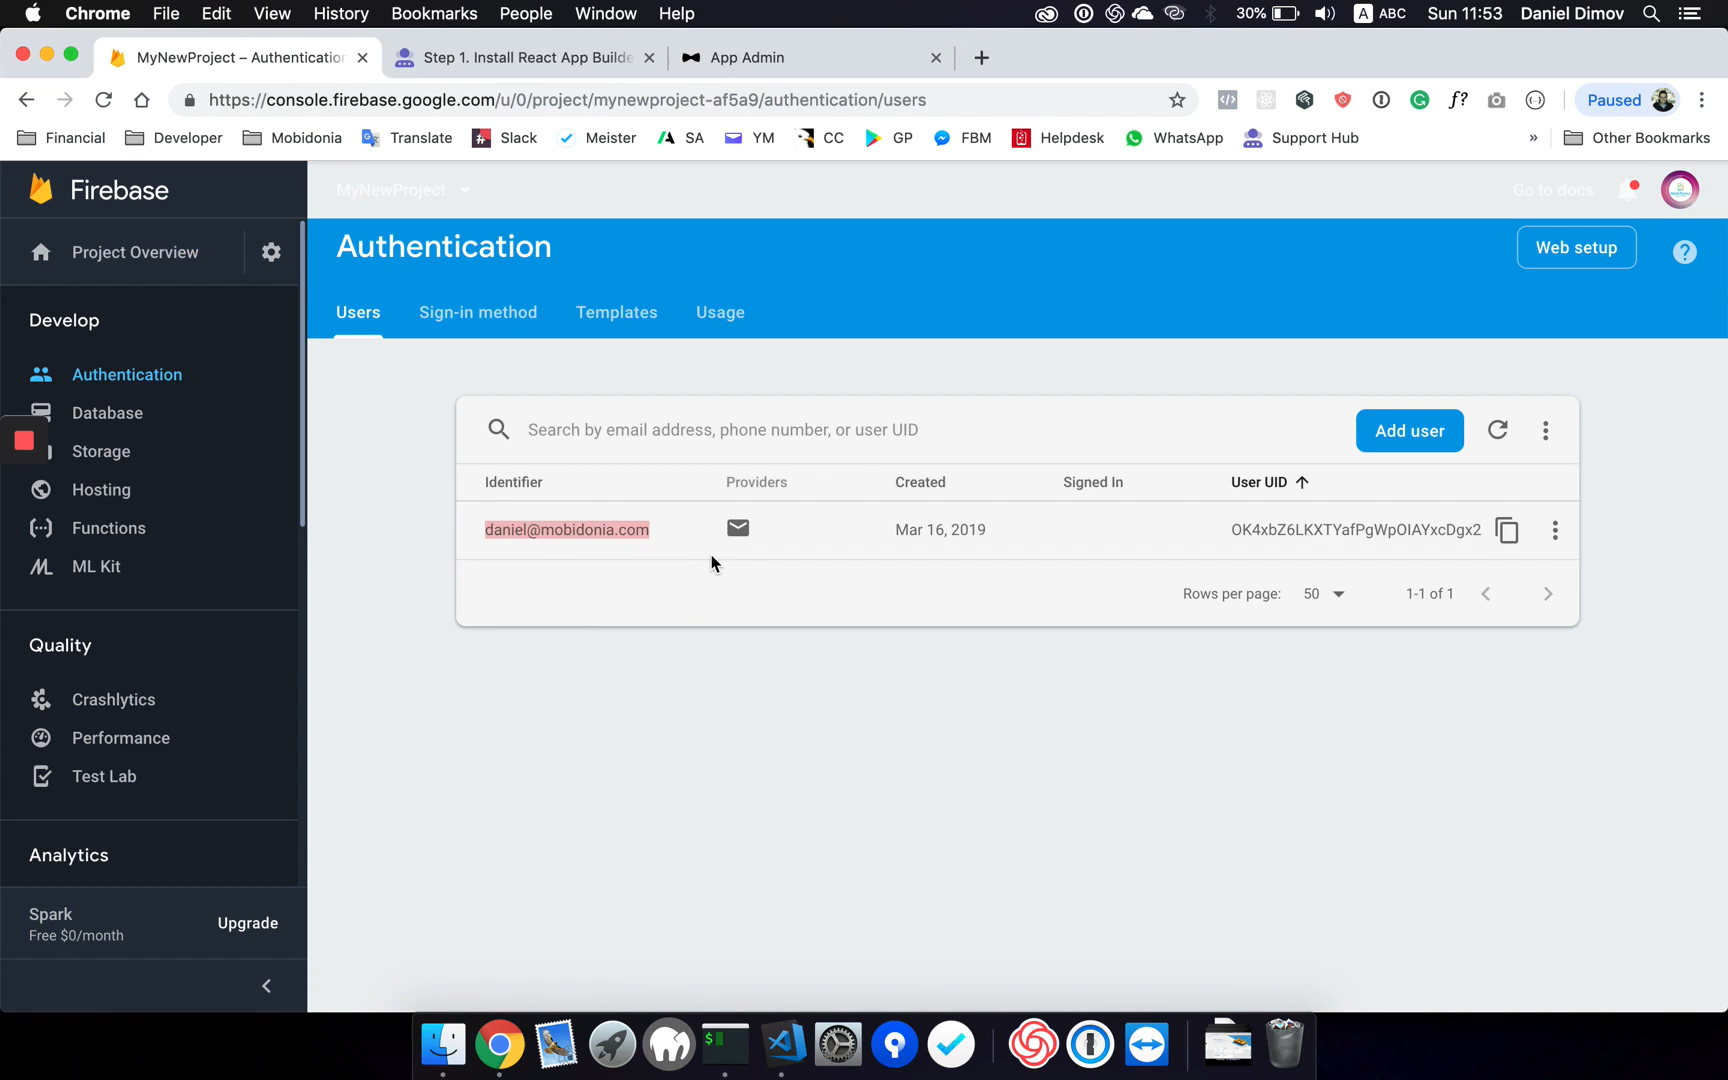 Chrome File Edit View History Bookmarks People Window Help 30% A ABC Sun 11:53 Daniel Dimov
MyNewProject – Authentication Step 1. Install React App Builde App Admin
https://console.firebase.google.com/u/0/project/mynewproject-af5a9/authentication/users f? Paused
Financial Developer Mobidonia Translate Slack Meister SA YM CC GP FBM Helpdesk WhatsApp Support Hub » Other Bookmarks
Firebase
MyNewProject Go to docs
Project Overview
Authentication Web setup ?
Users Sign-in method Templates Usage
Develop
Authentication
Database
Storage
Hosting
Functions
ML Kit
Quality
Crashlytics
Performance
Test Lab
Analytics
Spark
Free $0/month
Upgrade
Search by email address, phone number, or user UID Add user
Identifier Providers Created Signed In User UID
daniel@mobidonia.com Mar 16, 2019 OK4xbZ6LKXTYafPgWpOlAYxcDgx2
Rows per page: 50 1-1 of 1